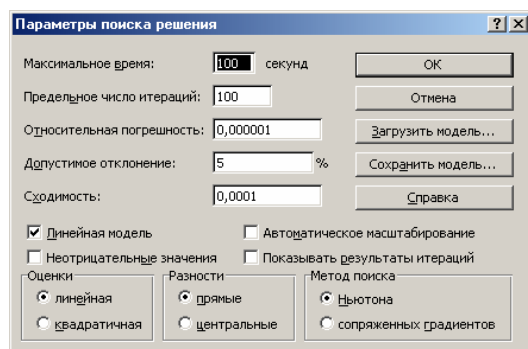 Параметры поиска решения
Максимальное время: 100 секунд OK
Предельное число итераций: 100 Отмена
Относительная погрешность: 0,000001 Загрузить модель...
Допустимое отклонение: 5 % Сохранить модель...
Сходимость: 0,0001 Справка
Линейная модель Автоматическое масштабирование
Неотрицательные значения Показывать результаты итераций
Оценки Разности Метод поиска
линейная прямые Ньютона
квадратичная центральные сопряженных градиентов